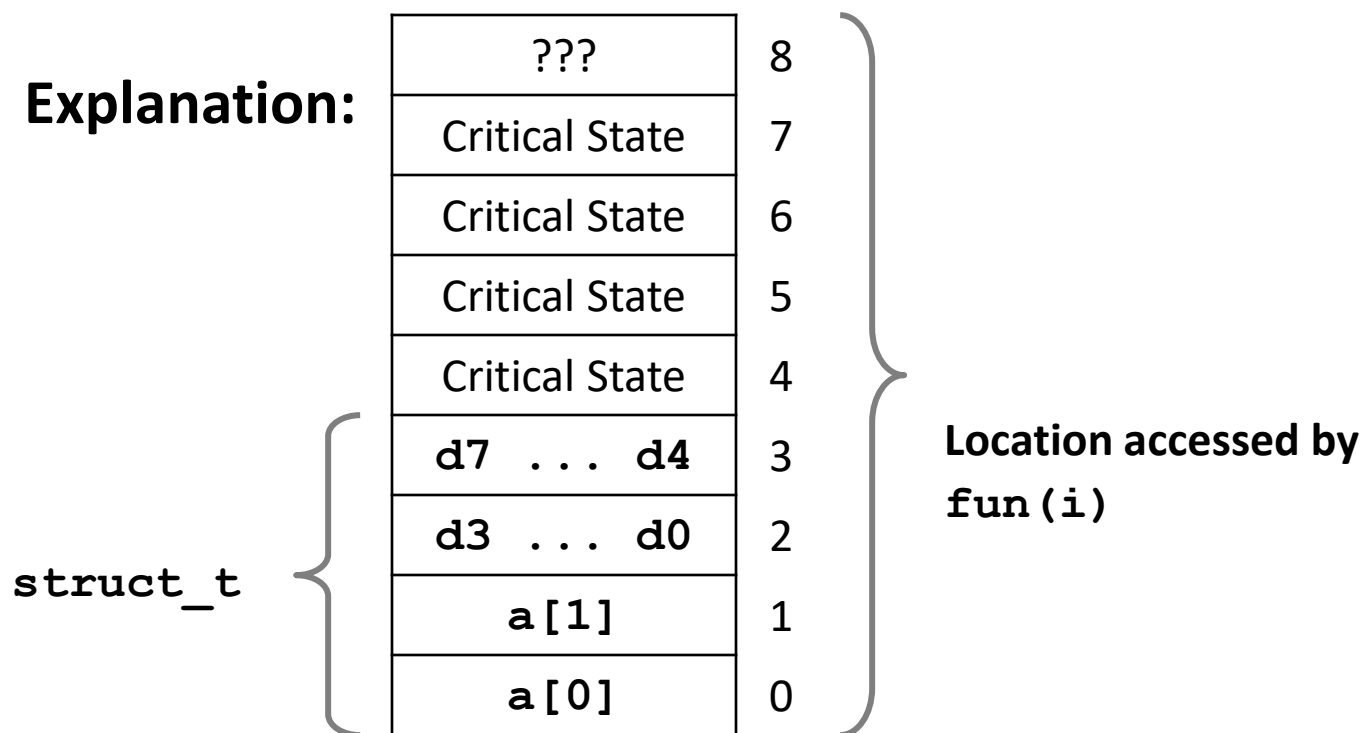 Explanation:
??? 8
Critical State 7
Critical State 6
Critical State 5
Critical State 4
d7 ... d4 3
d3 ... d0 2
a[1] 1
a[0] 0
struct_t
Location accessed by
fun(i)